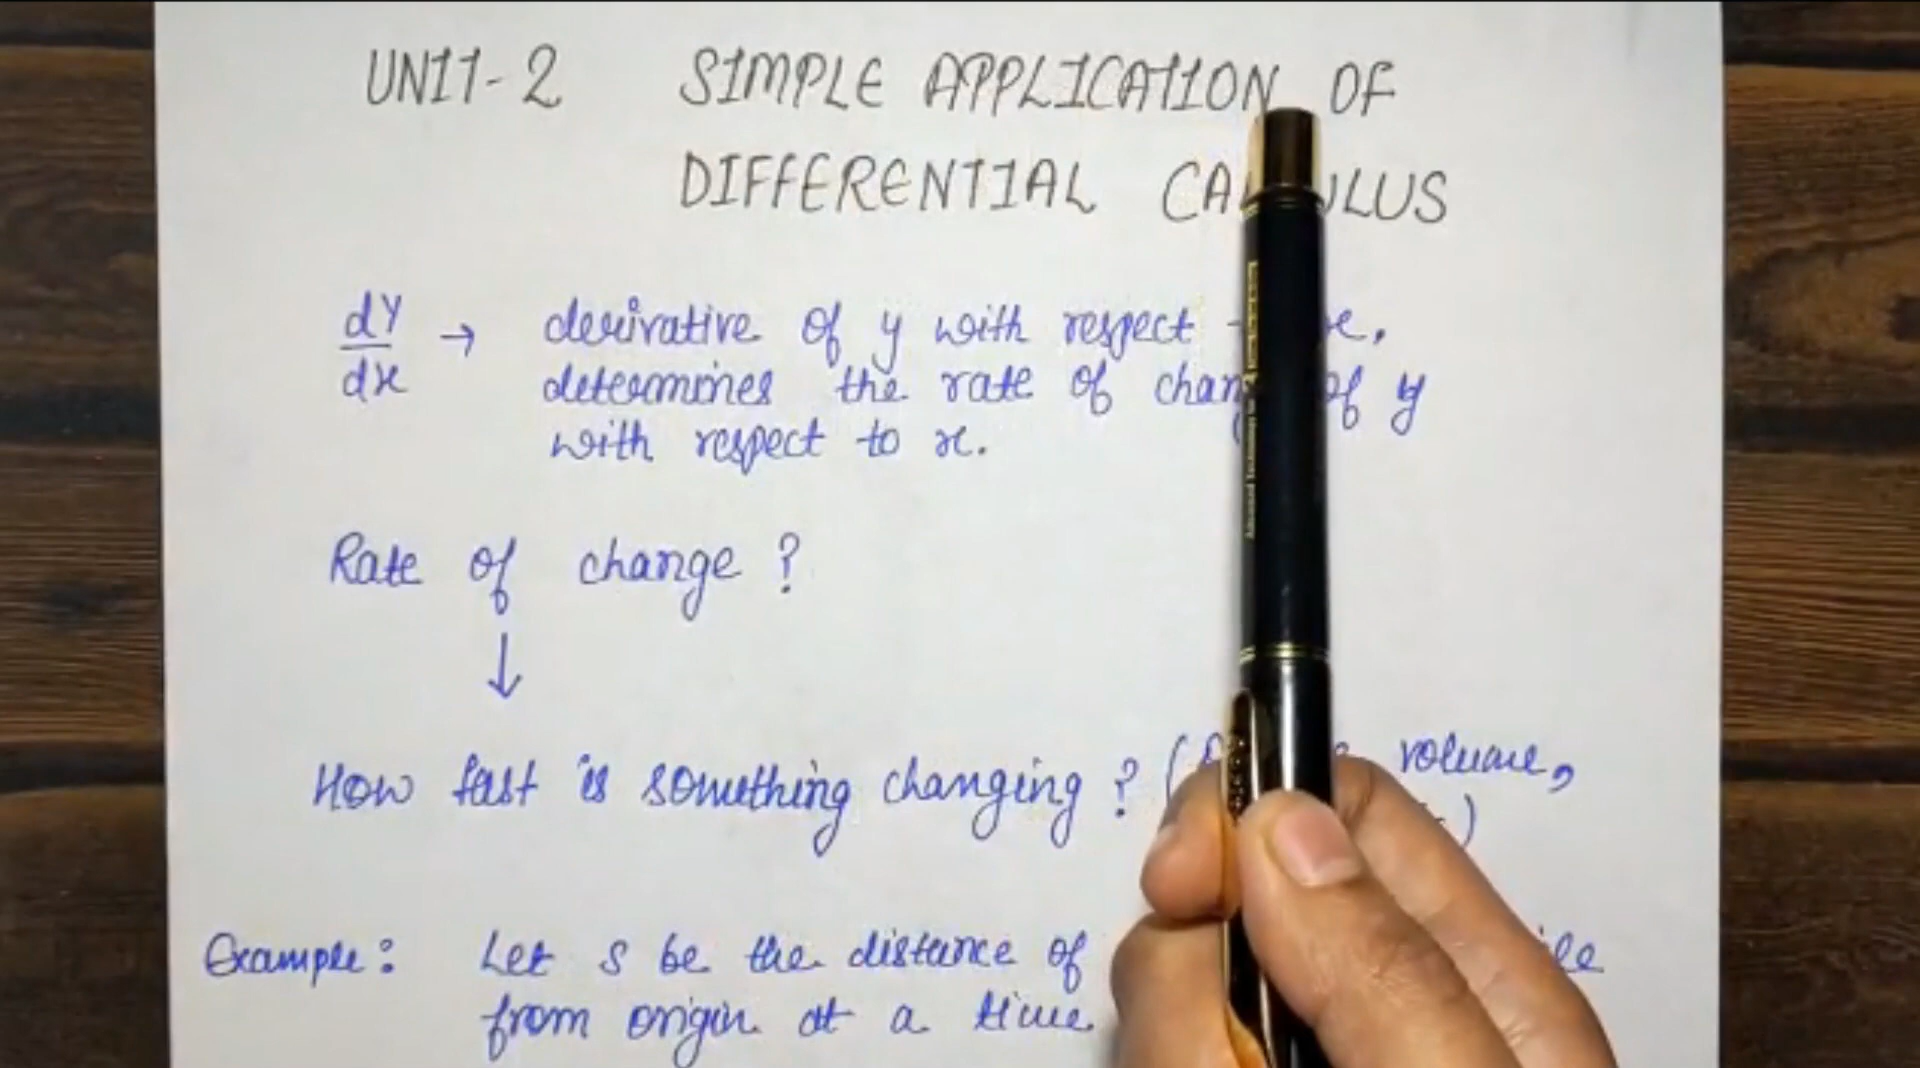 UNIT-2 SIMPLE APPLICATION OF
DIFFERENTIAL CALCULUS
dy/dx → derivative of y with respect
determines the rate of of y
with respect to x.
Rate of change ?
↓
How fast is something changing ? ( volume,
)
Example: Let s be the distance of
from origin at a time